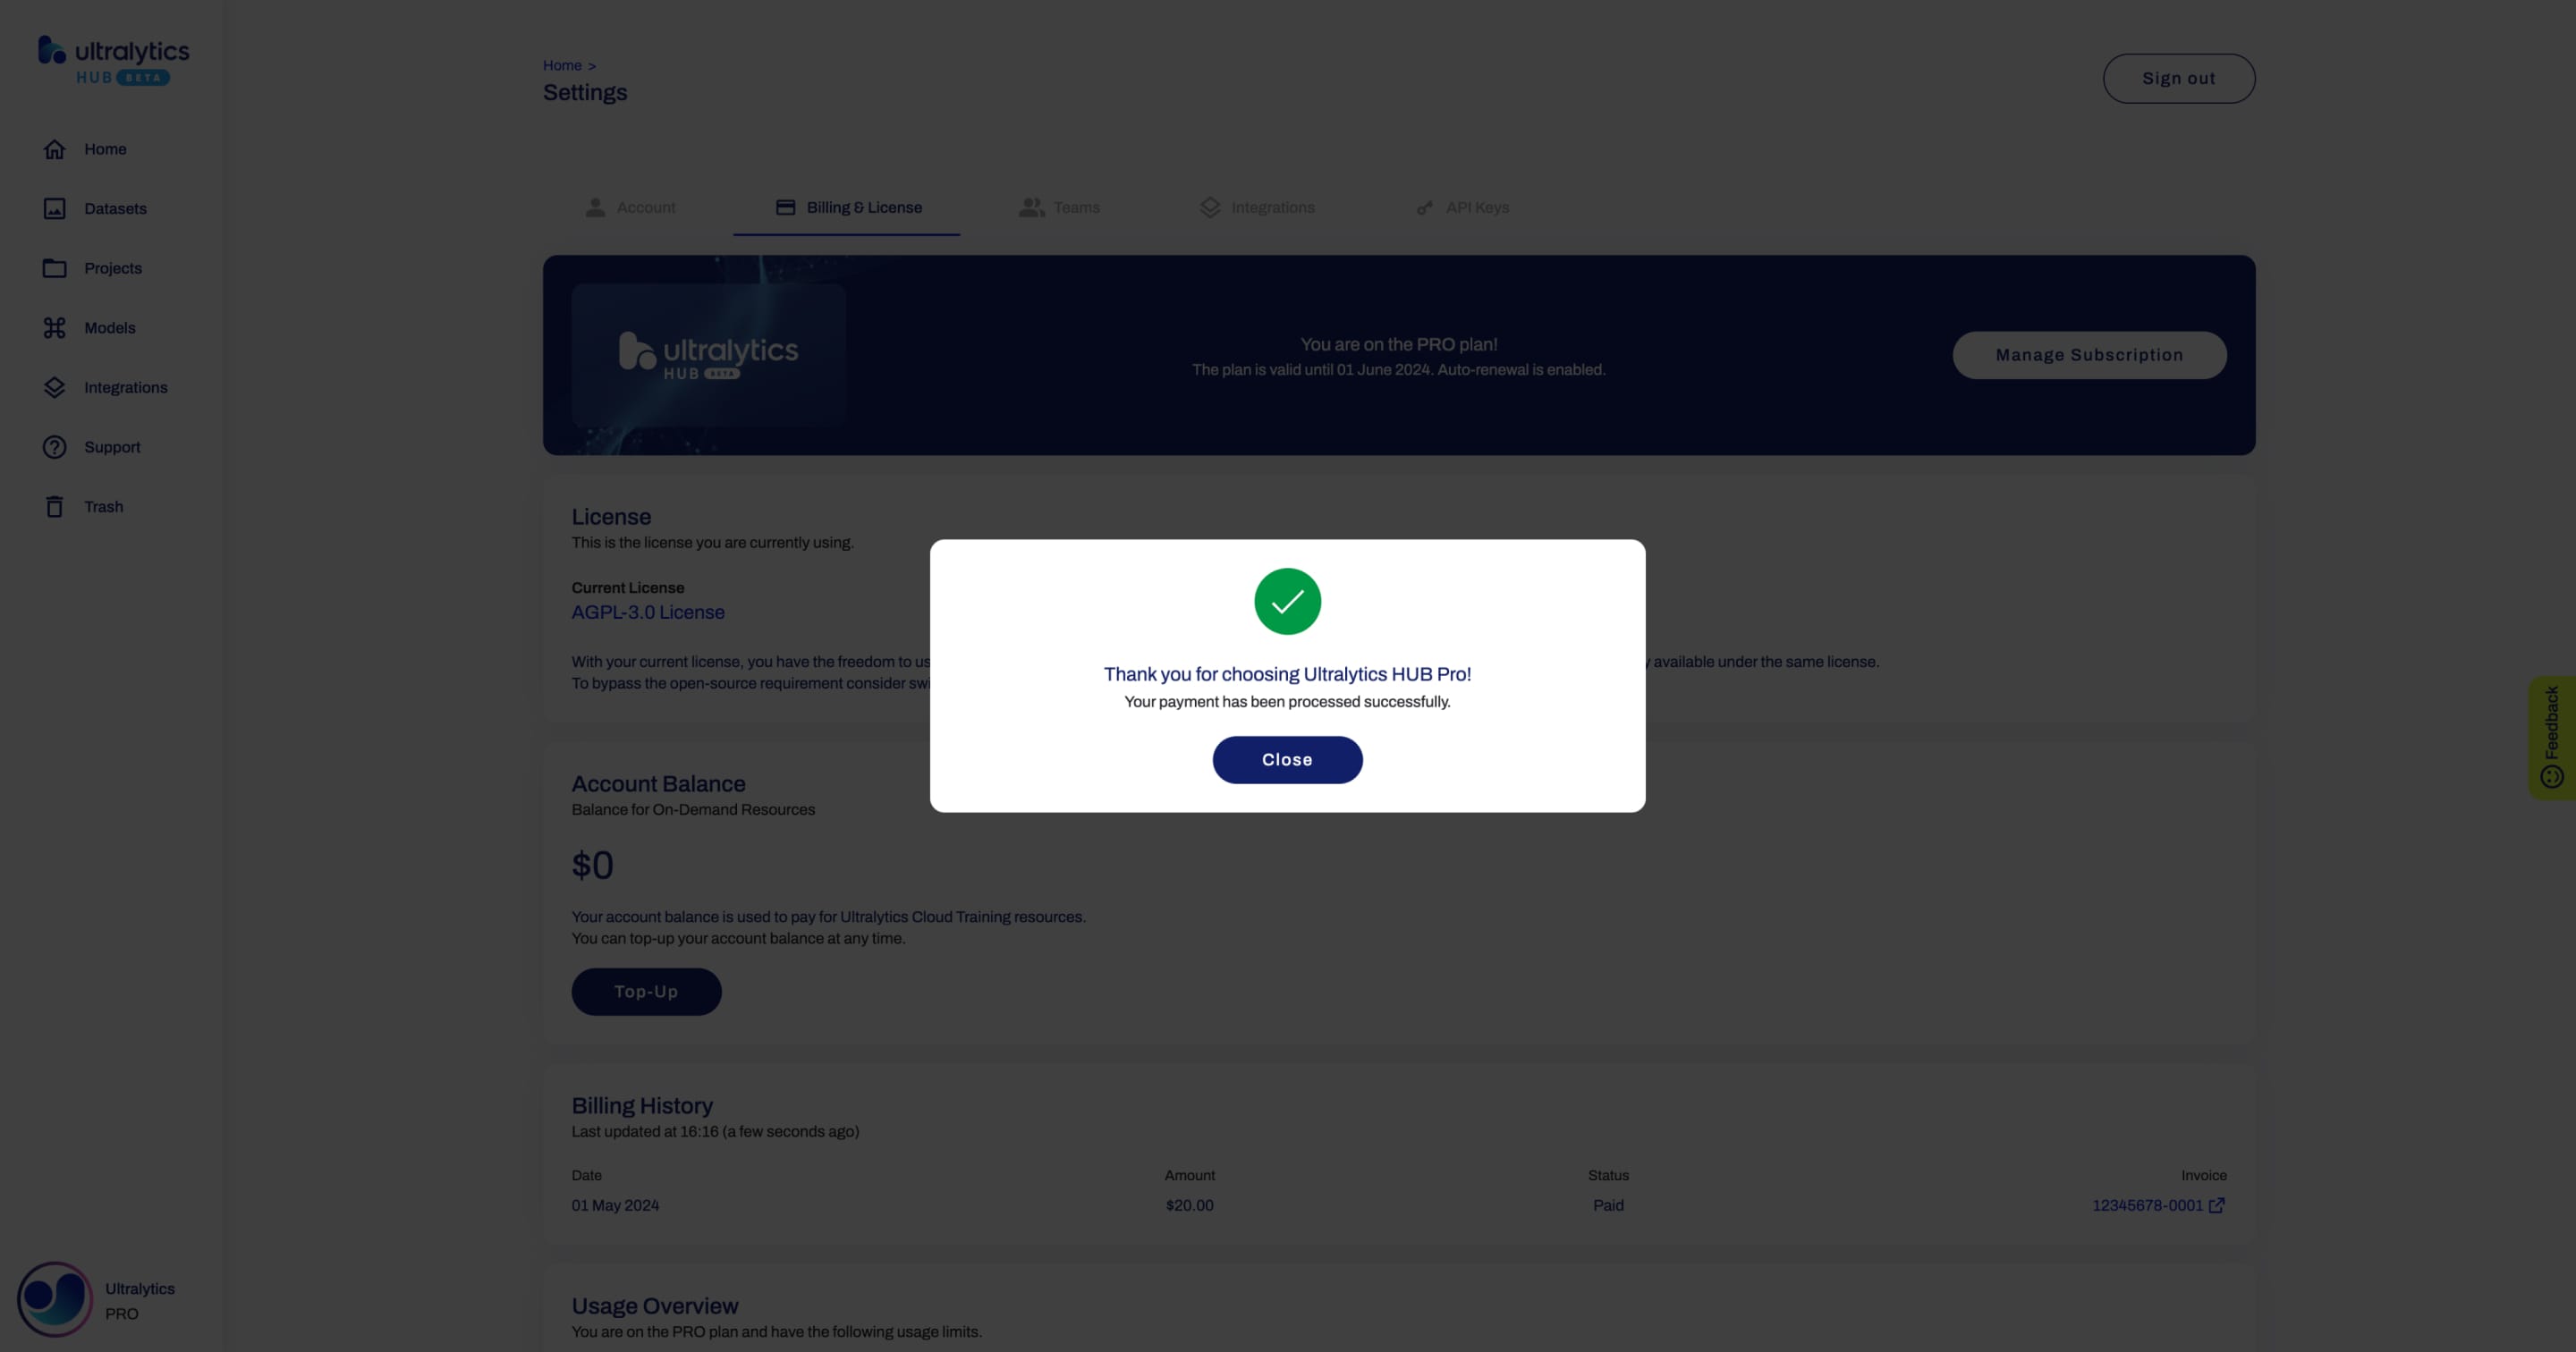 ultralytics
HUB BETA
Home
Datasets
Projects
Models
Integrations
Support
Trash
Home >
Settings
Sign out
Account
Billing & License
Teams
Integrations
API Keys
ultralytics
HUB BETA
You are on the PRO plan!
The plan is valid until 01 June 2024. Auto-renewal is enabled.
Manage Subscription
License
This is the license you are currently using.
Current License
AGPL-3.0 License
With your current license, you have the freedom to us
y available under the same license.
To bypass the open-source requirement consider swi
Thank you for choosing Ultralytics HUB Pro!
Your payment has been processed successfully.
Close
Account Balance
Balance for On-Demand Resources
$0
Your account balance is used to pay for Ultralytics Cloud Training resources.
You can top-up your account balance at any time.
Top-Up
Billing History
Last updated at 16:16 (a few seconds ago)
Date Amount Status Invoice
01 May 2024 $20.00 Paid 12345678-0001
Usage Overview
You are on the PRO plan and have the following usage limits.
Ultralytics
PRO
Feedback